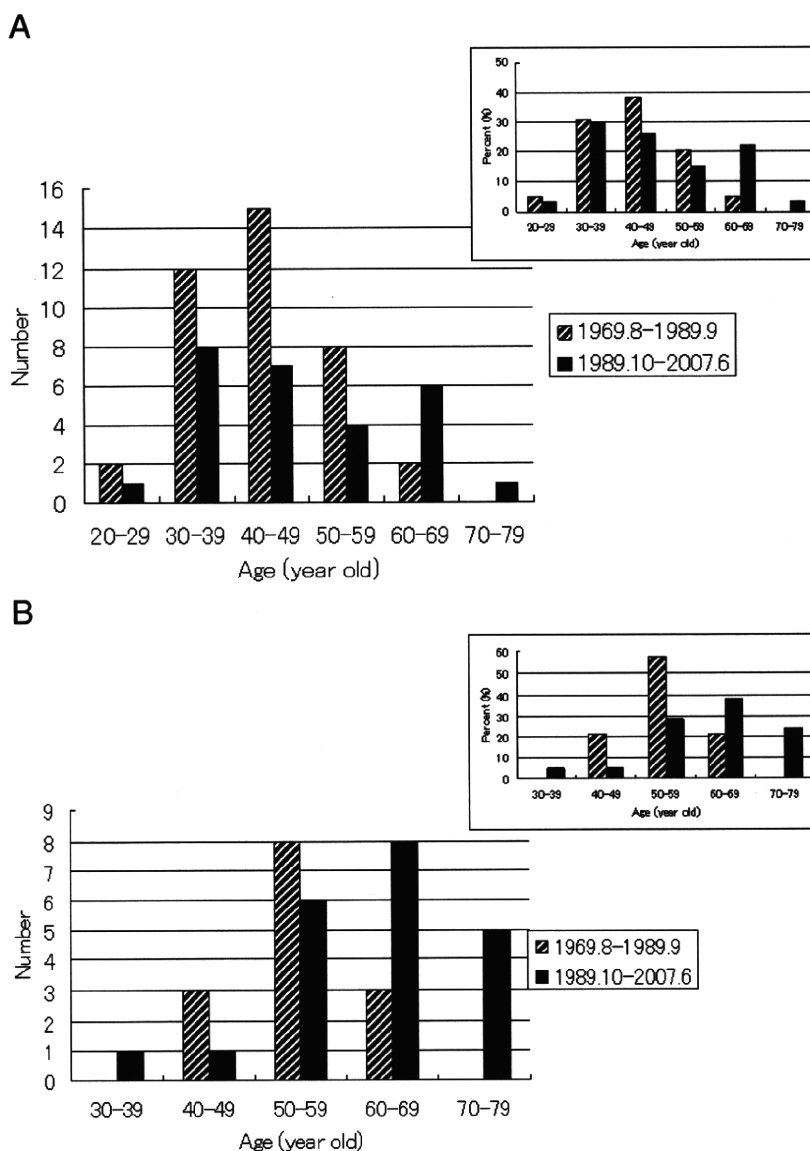 A
50
40
30
20
10
0
Percent (%)
20-29 30-39 40-49 50-59 60-69 70-79
Age (year old)
16
14
12
10
8
6
4
2
0
Number
20-29 30-39 40-49 50-59 60-69 70-79
Age (year old)
1969.8-1989.9
1989.10-2007.6
B
60
50
40
30
20
10
0
Percent (%)
30-39 40-49 50-59 60-69 70-79
Age (year old)
9
8
7
6
5
4
3
2
1
0
Number
30-39 40-49 50-59 60-69 70-79
Age (year old)
1969.8-1989.9
1989.10-2007.6